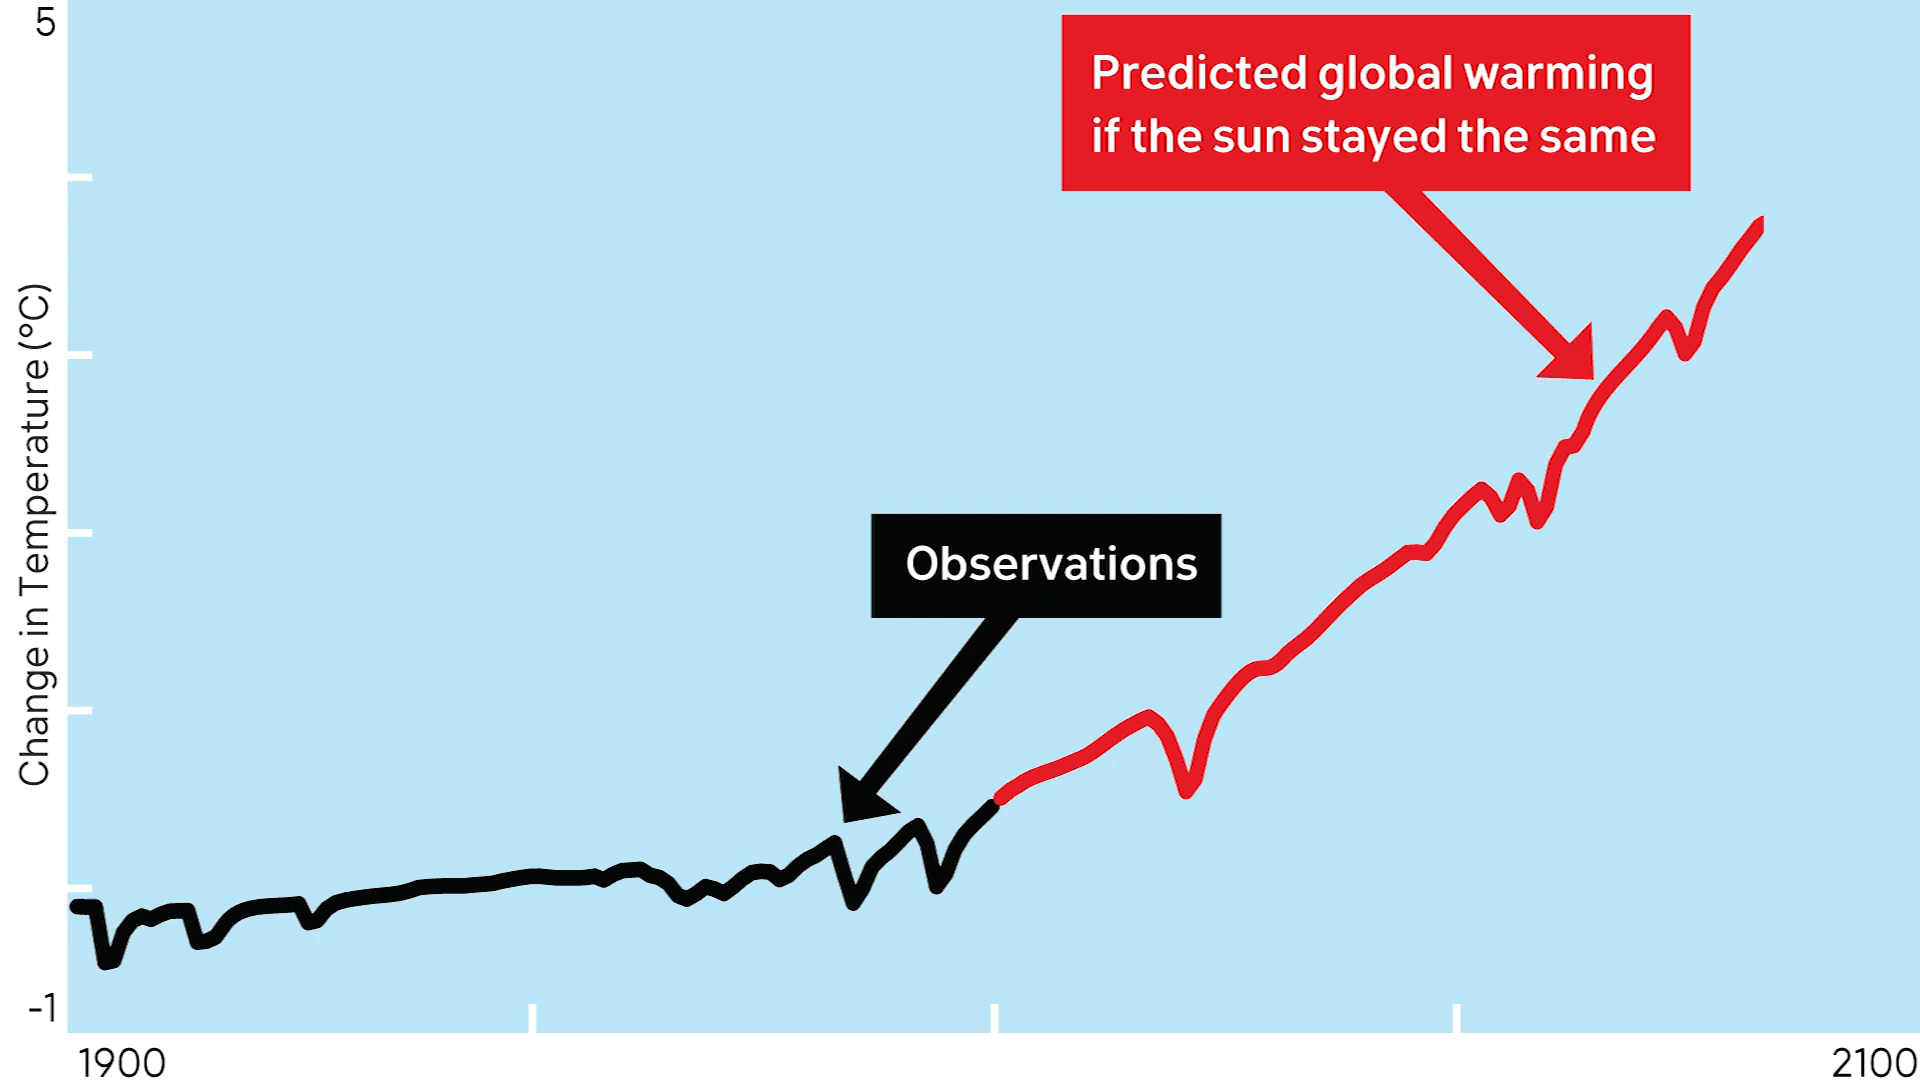 5
Predicted global warming
if the sun stayed the same
Change in Temperature (°C)
Observations
-1
1900
2100